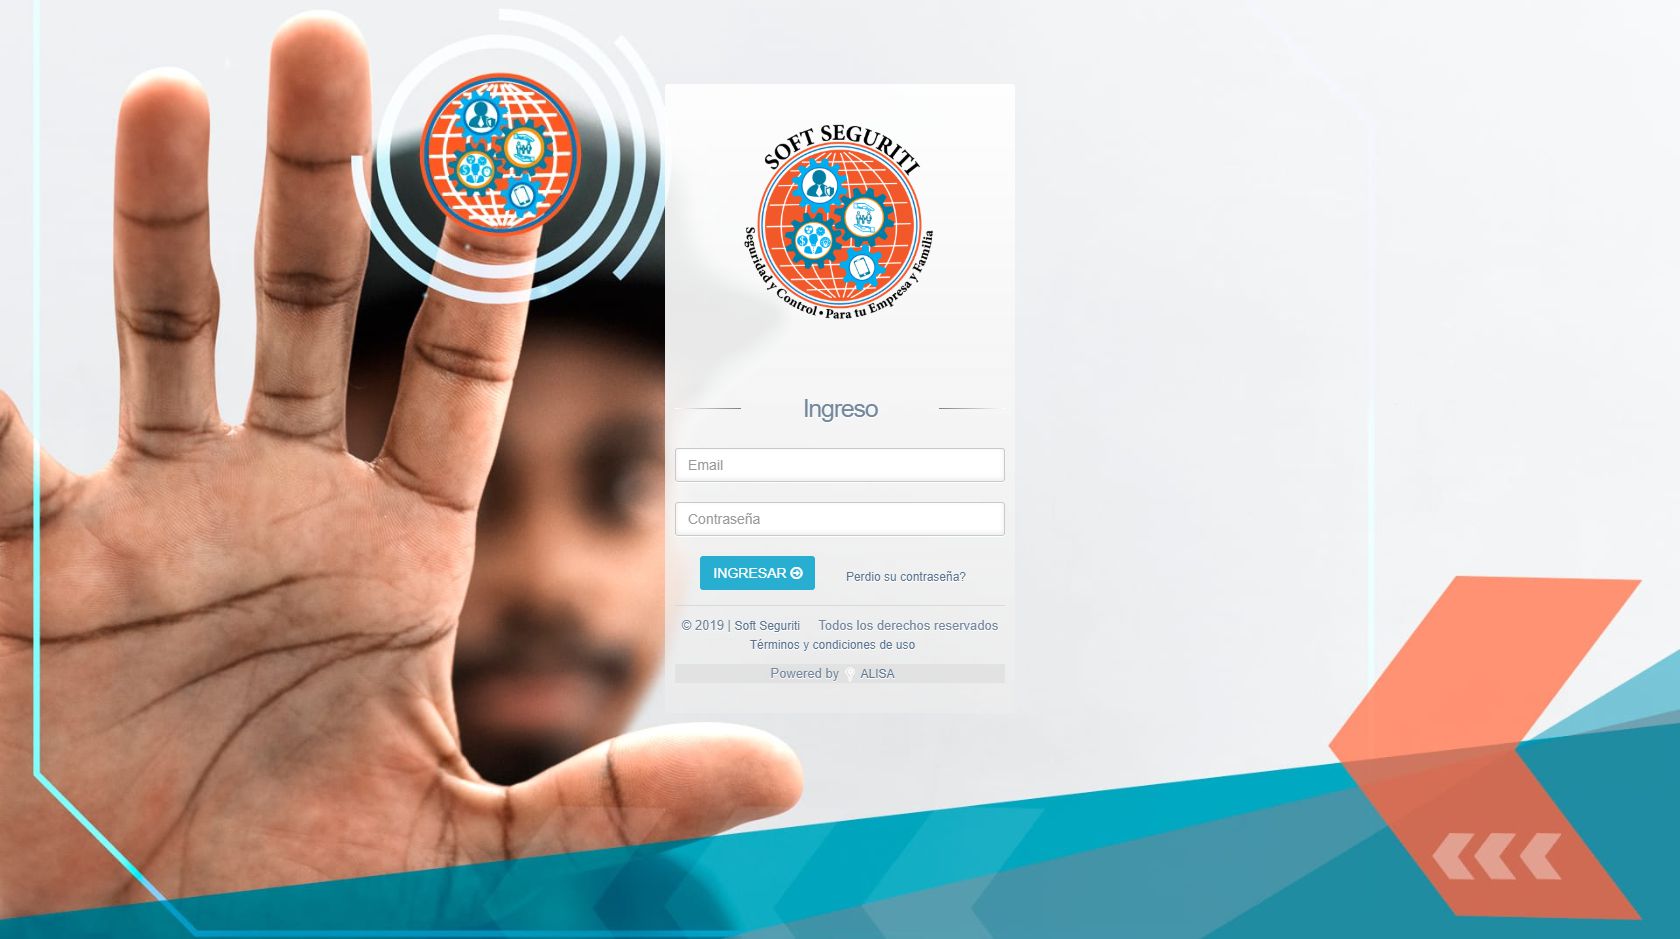 SOFT SEGURITI
Seguridad y Control • Para tu Empresa y Familia
Ingreso
Email
Contraseña
INGRESAR
Perdio su contraseña?
© 2019 | Soft Seguriti Todos los derechos reservados
Términos y condiciones de uso
Powered by ALISA